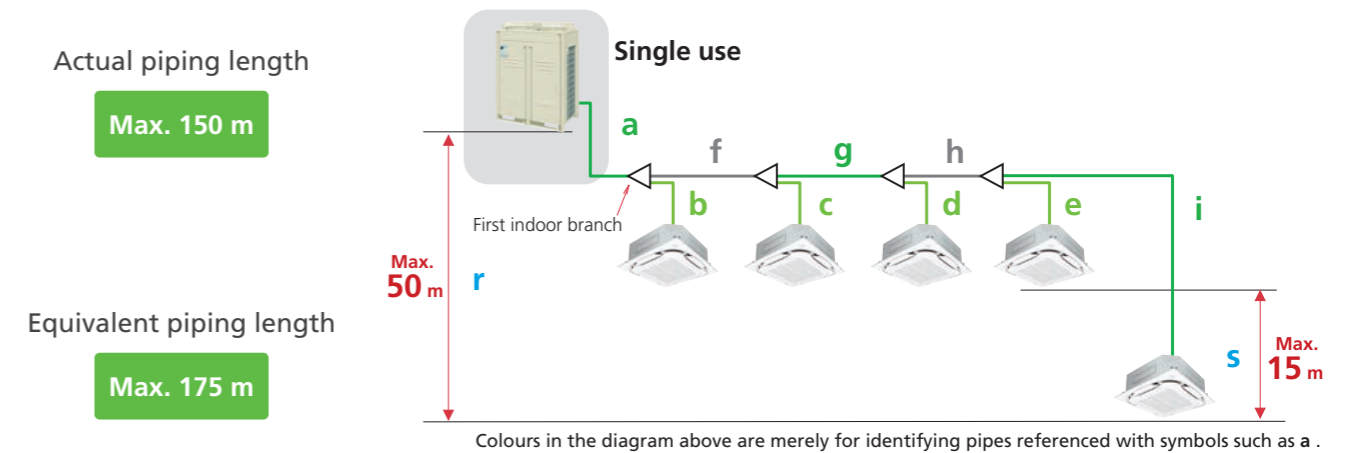 Actual piping length
Max. 150 m
Equivalent piping length
Max. 175 m
Single use
a
f
g
h
b
c
d
e
i
First indoor branch
Max.
50 m
r
s
Max.
15 m
Colours in the diagram above are merely for identifying pipes referenced with symbols such as a .